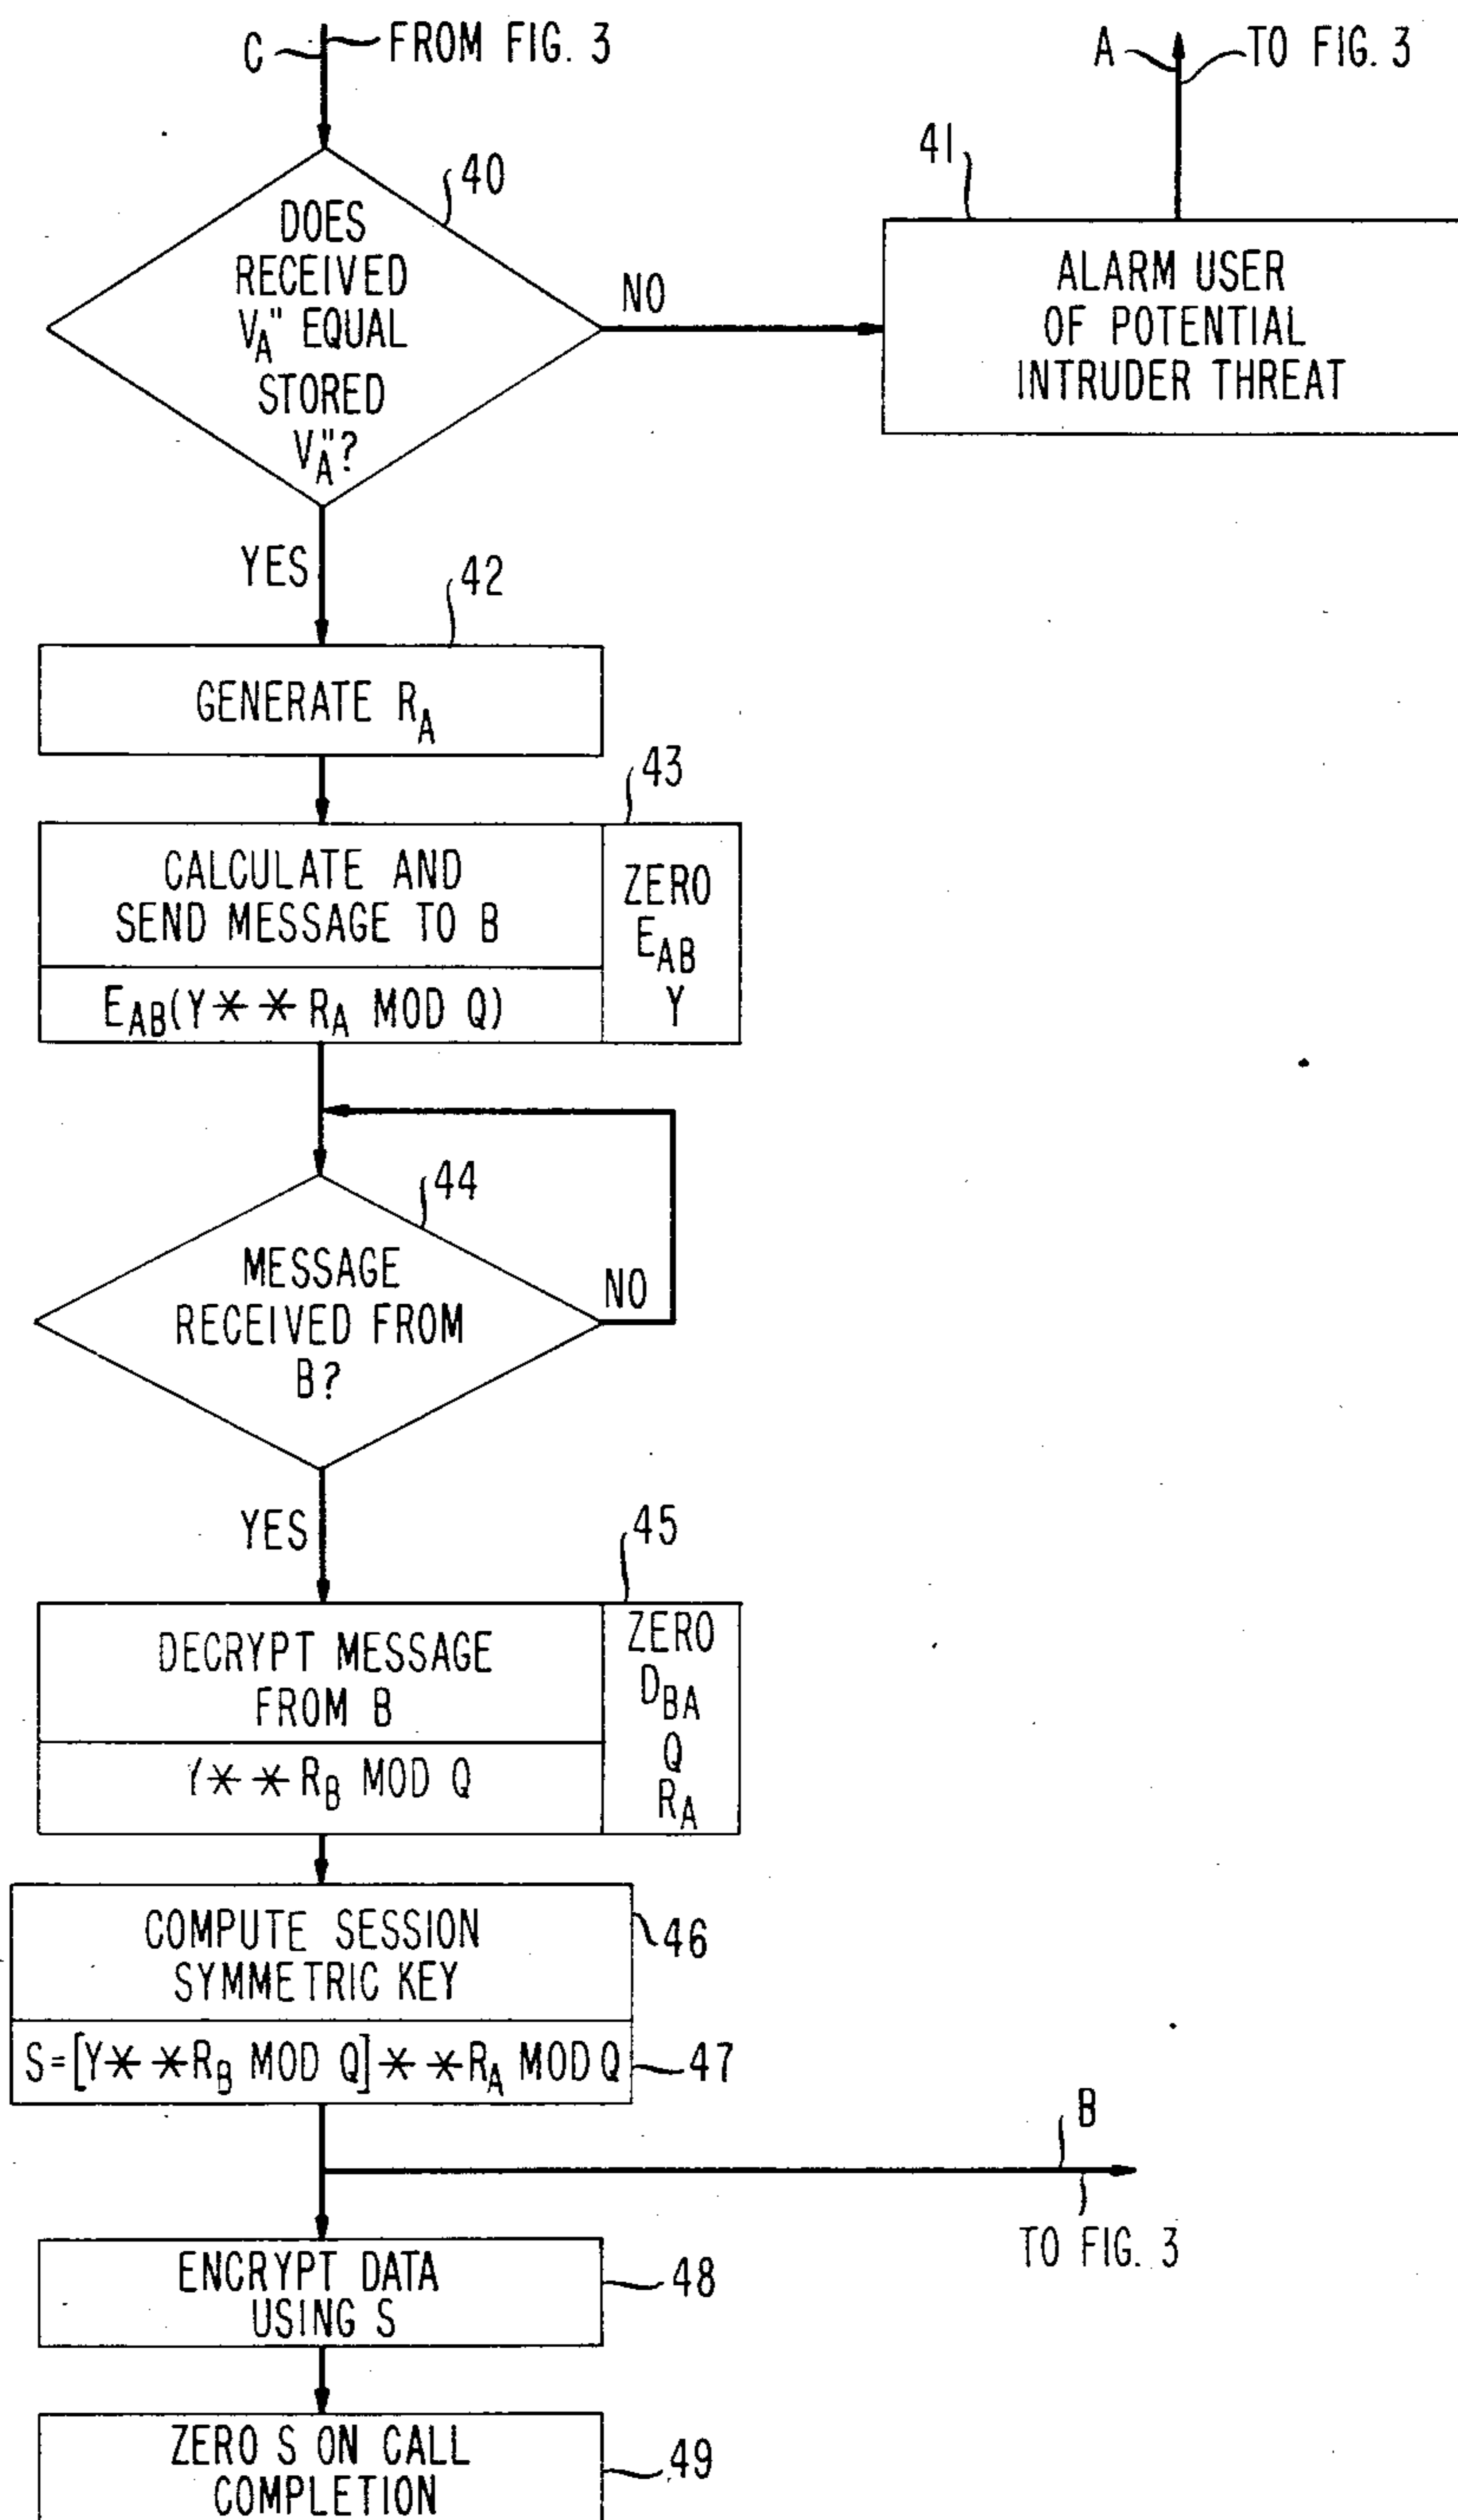 C
FROM FIG. 3
A
TO FIG. 3
40
DOES
RECEIVED
V_A" EQUAL
STORED
V_A"?
NO
41
ALARM USER
OF POTENTIAL
INTRUDER THREAT
YES
42
GENERATE R_A
43
CALCULATE AND
SEND MESSAGE TO B
E_AB(Y** R_A MOD Q)
ZERO
E_AB
Y
44
MESSAGE
RECEIVED FROM
B?
NO
YES
45
DECRYPT MESSAGE
FROM B
Y** R_B MOD Q
ZERO
D_BA
Q
R_A
COMPUTE SESSION
SYMMETRIC KEY
46
S=[Y**R_B MOD Q]**R_A MOD Q
47
B
TO FIG. 3
ENCRYPT DATA
USING S
48
ZERO S ON CALL
COMPLETION
49